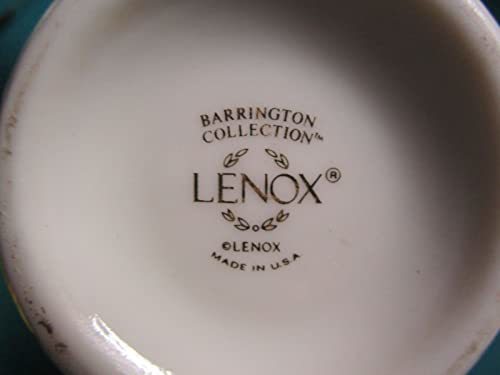 BARRINGTON
COLLECTION™
LENOX®
©LENOX
MADE IN U.S.A